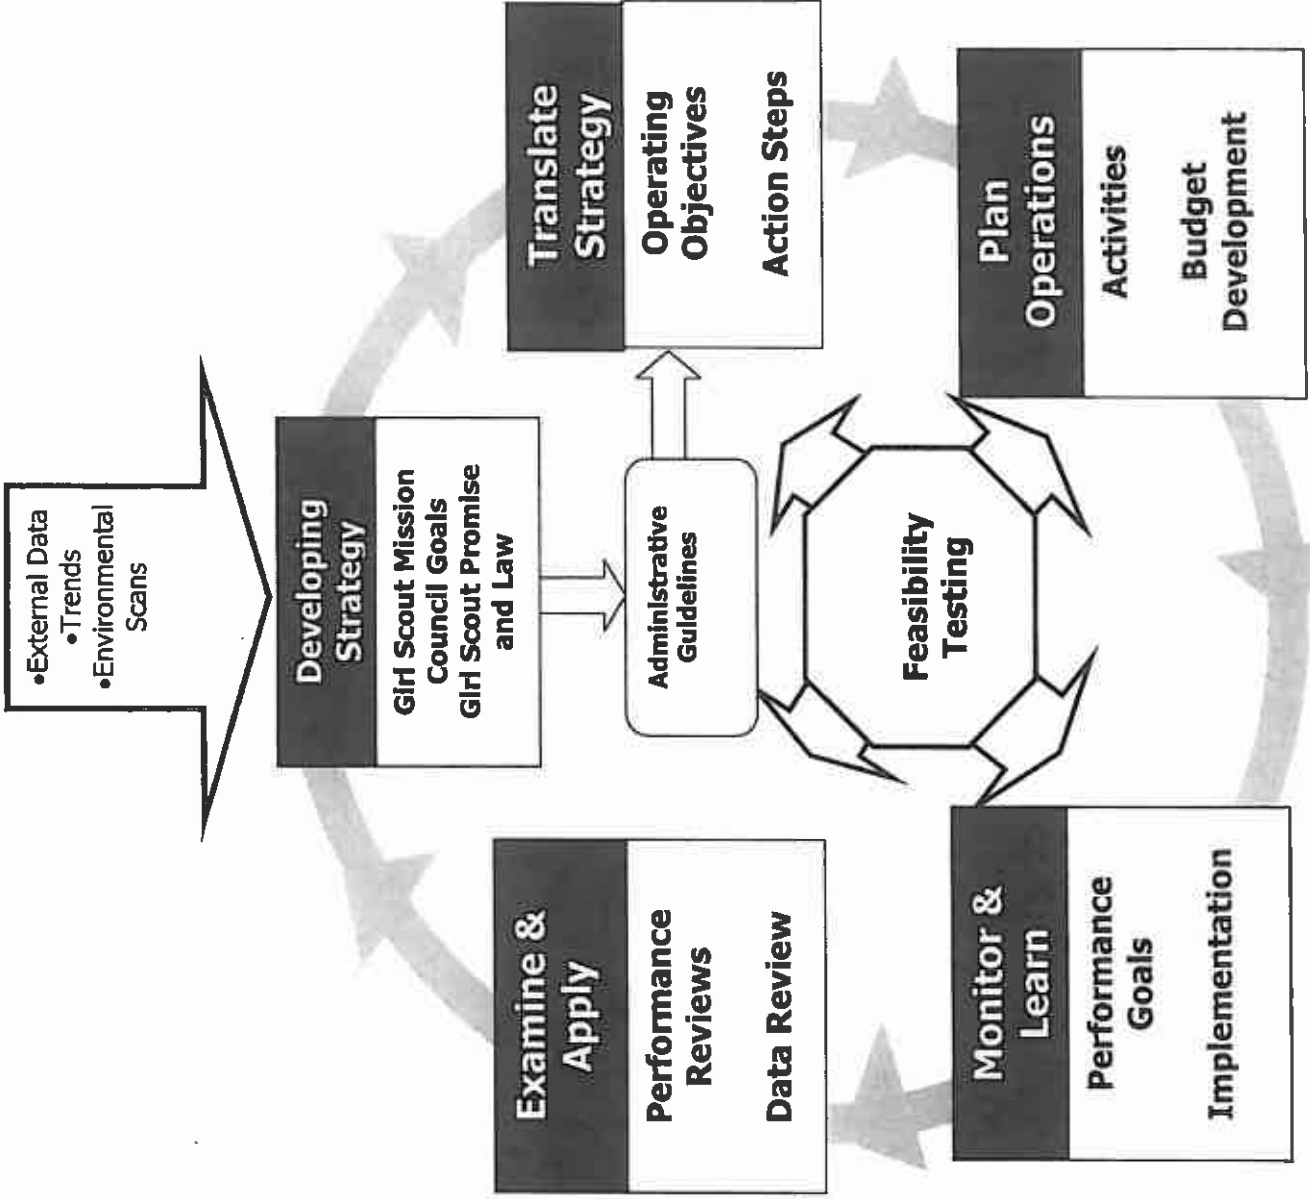 •External Data
•Trends
•Environmental
Scans
Developing
Strategy
Girl Scout Mission
Council Goals
Girl Scout Promise
and Law
Translate
Strategy
Operating
Objectives
Action Steps
Administrative
Guidelines
Plan
Operations
Activities
Budget
Development
Feasibility
Testing
Monitor &
Learn
Performance
Goals
Implementation
Examine &
Apply
Performance
Reviews
Data Review